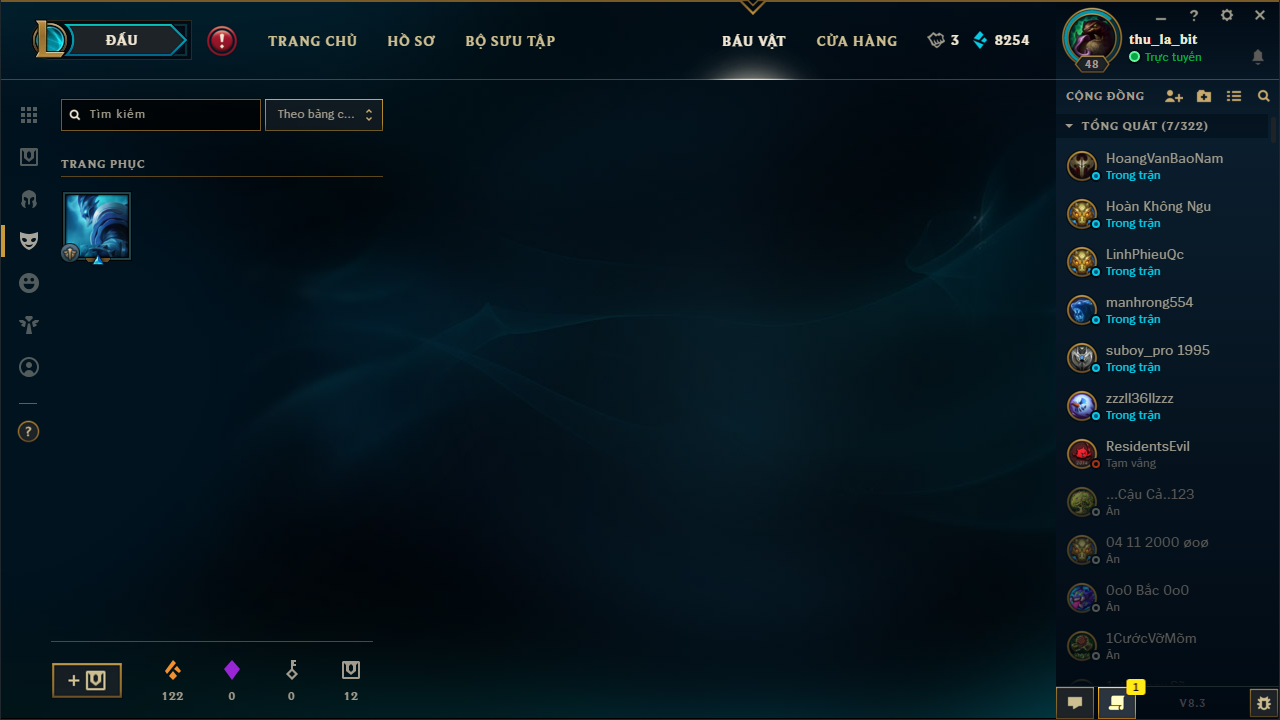 ĐẤU
TRANG CHỦ
HỒ SƠ
BỘ SƯU TẬP
BÁU VẬT
CỬA HÀNG
3
8254
48
thu_la_bit
Trực tuyến
Tìm kiếm
Theo bảng c...
TRANG PHỤC
?
122
0
0
12
CỘNG ĐỒNG
TỔNG QUÁT (7/322)
HoangVanBaoNam
Trong trận
Hoàn Không Ngu
Trong trận
LinhPhieuQc
Trong trận
manhrong554
Trong trận
suboy_pro 1995
Trong trận
zzzII36IIzzz
Trong trận
ResidentsEvil
Tạm vắng
...Cậu Cả..123
Ẩn
04 11 2000 øoø
Ẩn
0o0 Bắc 0o0
Ẩn
1CướcVỡMõm
Ẩn
1
V8.3